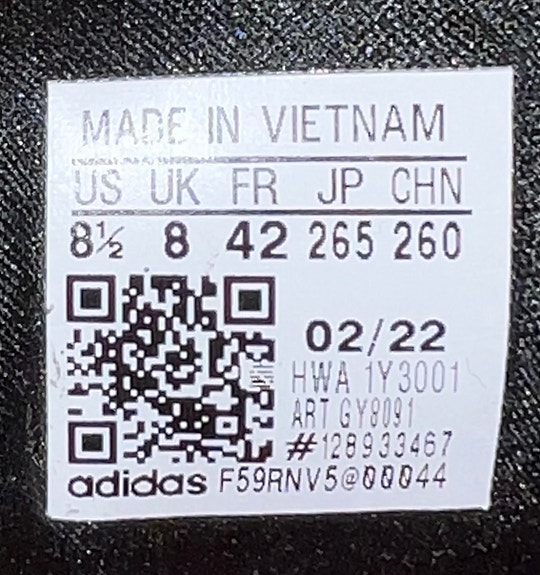 MADE IN VIETNAM
US UK FR JP CHN
8½ 8 42 265 260
02/22
HWA 1Y3001
ART GY8091
#128933467
adidas F59RNV5@00044